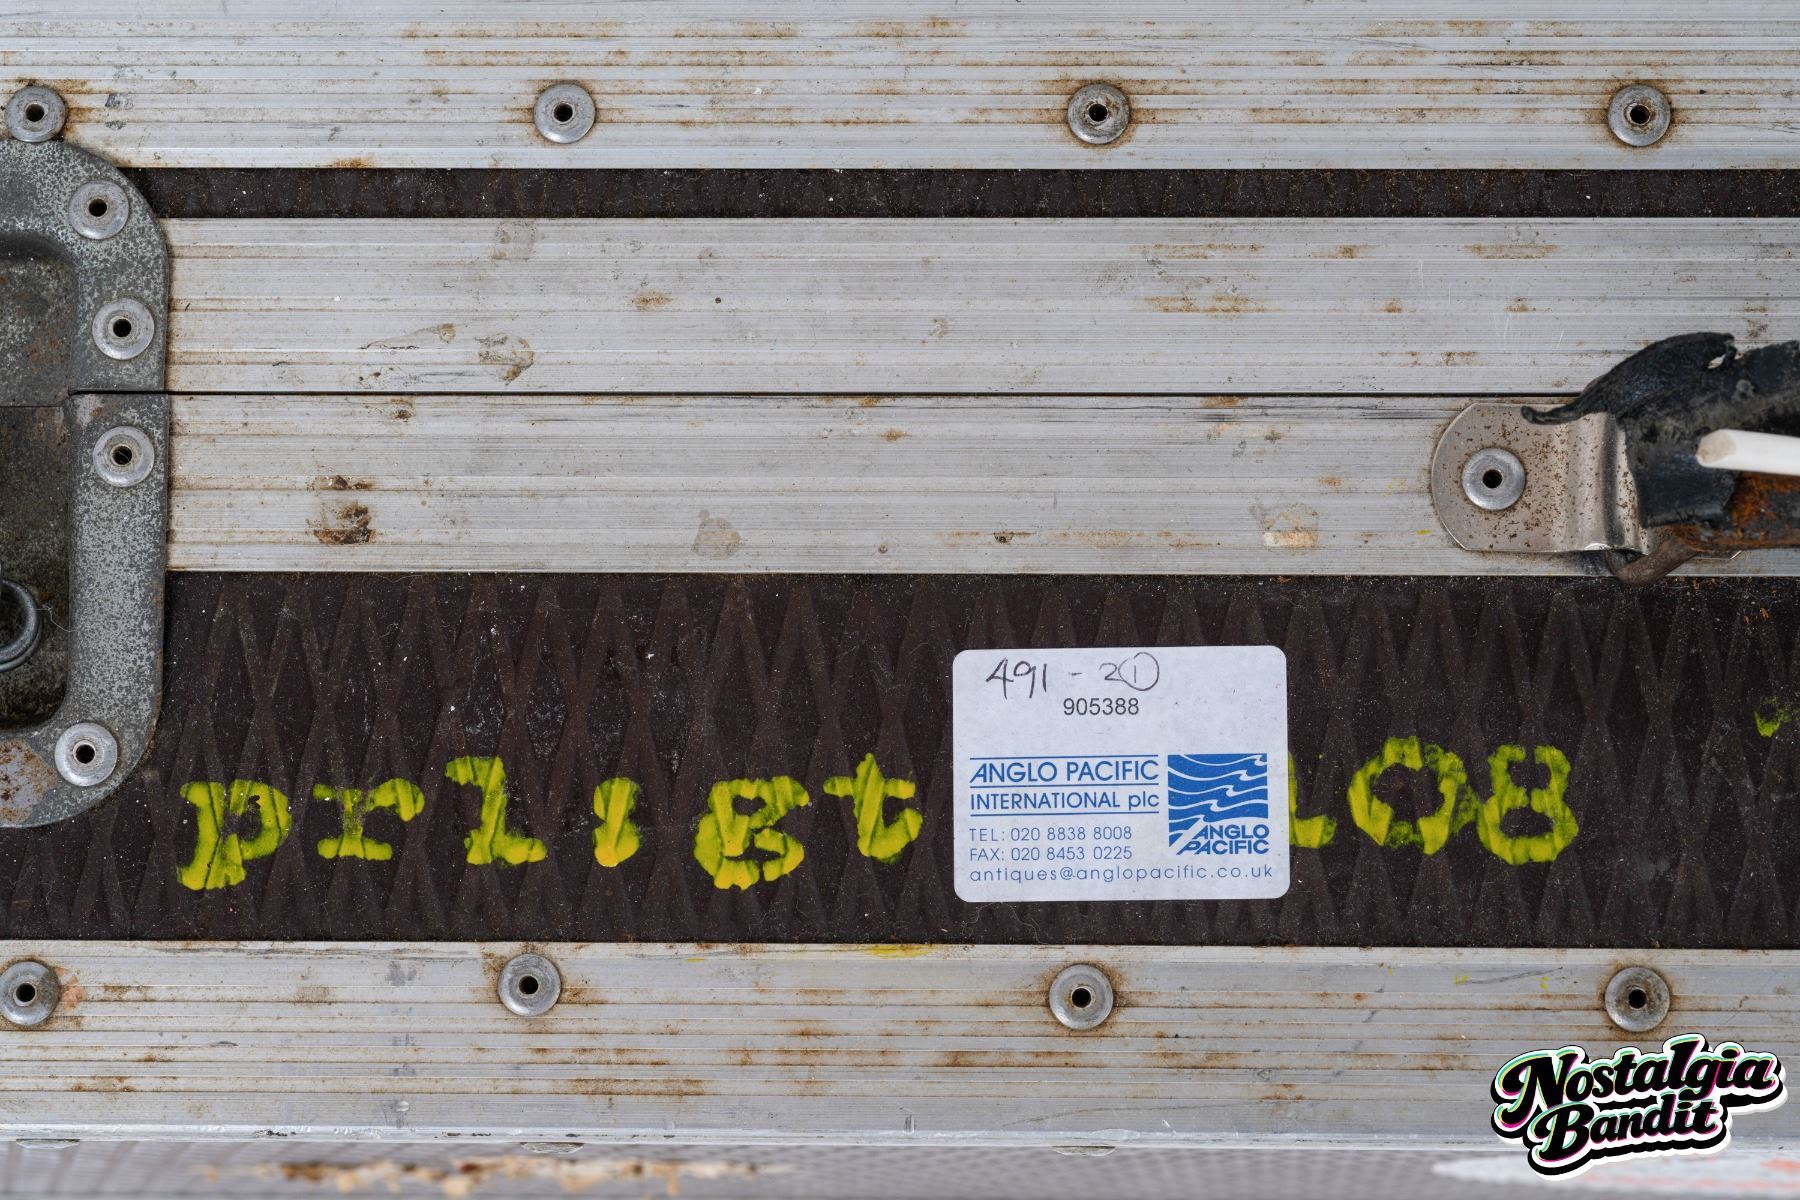 491 - 2①
905388
ANGLO PACIFIC
INTERNATIONAL plc
TEL: 020 8838 8008
FAX: 020 8453 0225
antiques@anglopacific.co.uk
ANGLO
PACIFIC
108
Nostalgia
Bandit